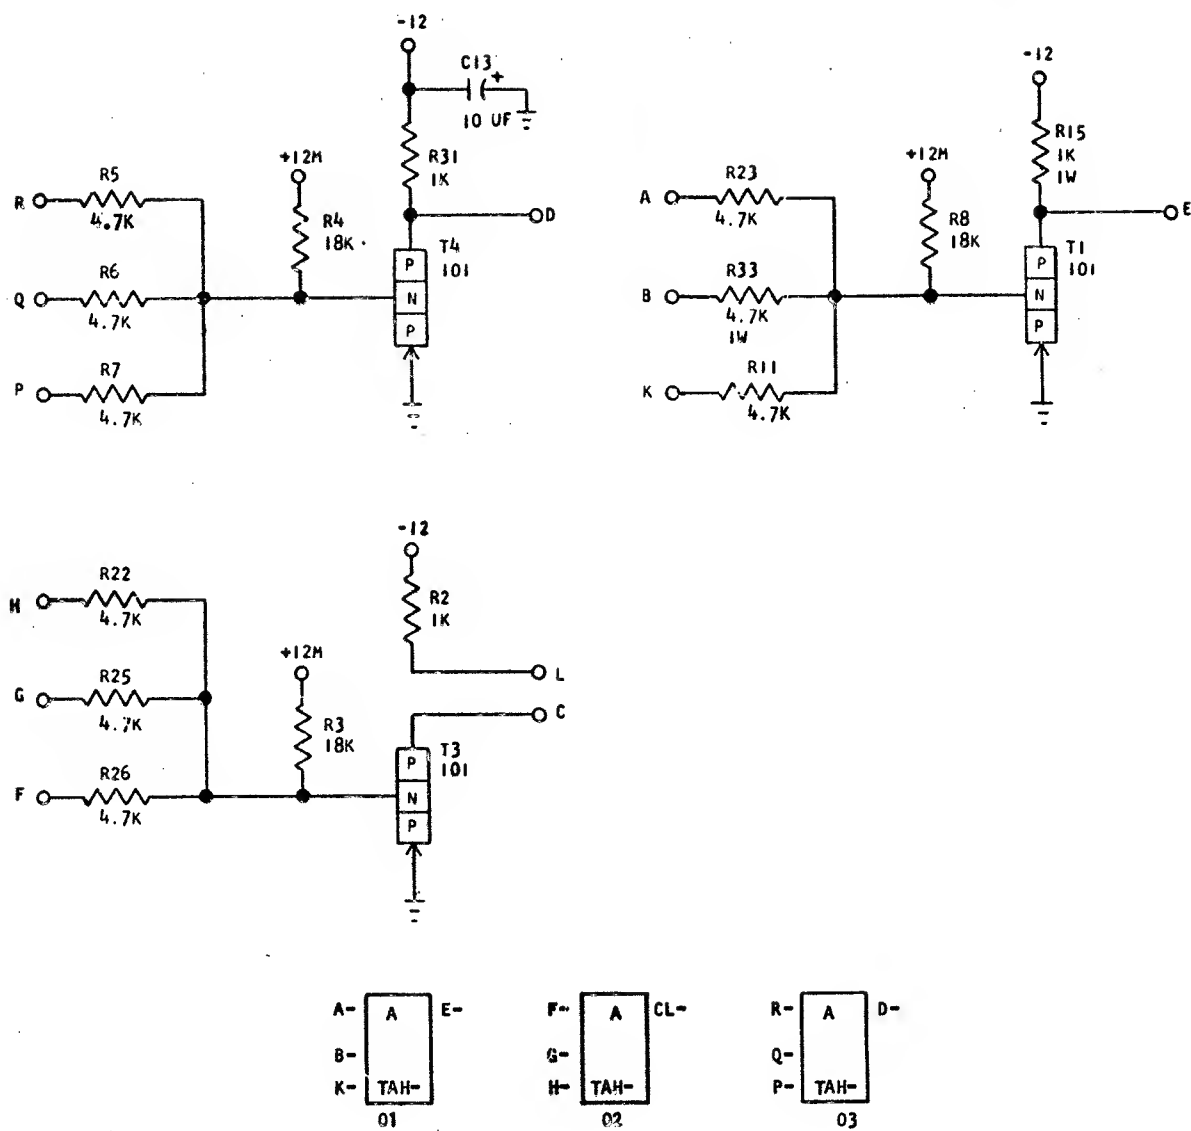 -12
C13
+
10 UF
R31
1K
R5
4.7K
R
+12M
R4
18K
D
T4
101
P
N
P
R6
Q
4.7K
R7
P
4.7K
-12
R15
1K
1W
R23
A
4.7K
+12M
R8
18K
E
T1
101
P
N
P
R33
B
4.7K
1W
R11
K
4.7K
-12
R2
1K
R22
H
4.7K
+12M
L
C
R25
G
4.7K
R3
18K
T3
101
P
N
P
R26
F
4.7K
A- A E-
B-
K- TAH-
01
F- A CL-
G-
H- TAH-
02
R- A D-
Q-
P- TAH-
03